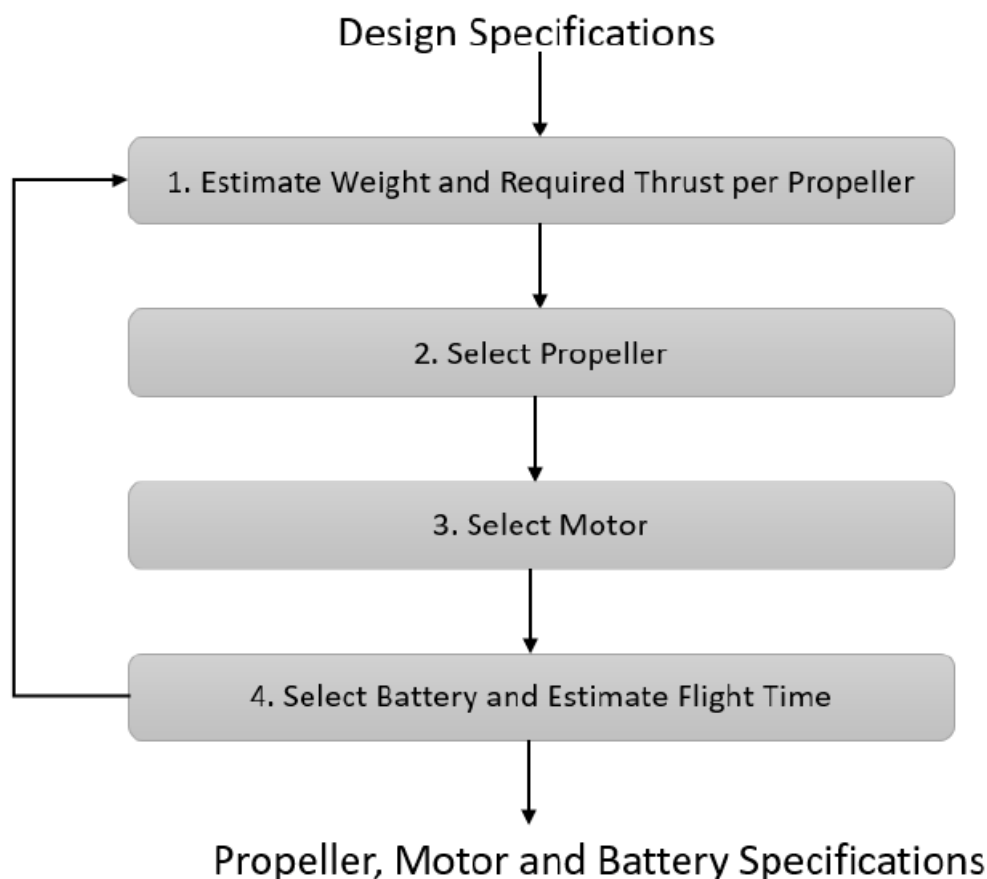 Design Specifications
1. Estimate Weight and Required Thrust per Propeller
2. Select Propeller
3. Select Motor
4. Select Battery and Estimate Flight Time
Propeller, Motor and Battery Specifications